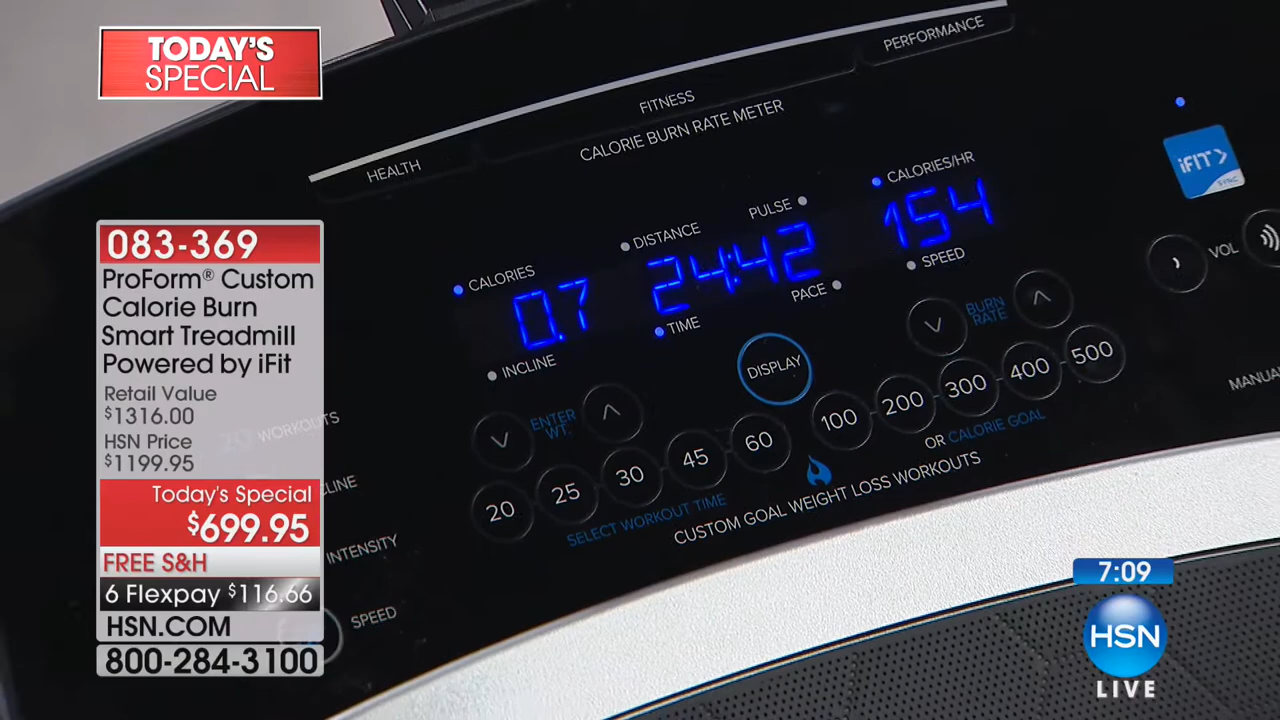 TODAY'S
SPECIAL
083-369
ProForm® Custom
Calorie Burn
Smart Treadmill
Powered by iFit
Retail Value
$1316.00
HSN Price
$1199.95
Today's Special
$699.95
FREE S&H
6 Flexpay $116.66
HSN.COM
800-284-3100
HEALTH
FITNESS
PERFORMANCE
CALORIE BURN RATE METER
CALORIES
0.7
INCLINE
DISTANCE
PULSE
24:42
TIME
PACE
CALORIES/HR
154
SPEED
iFIT
SYNC
VOL
DISPLAY
ENTER
WT.
BURN
RATE
20 25 30 45 60 100 200 300 400 500
SELECT WORKOUT TIME
OR CALORIE GOAL
CUSTOM GOAL WEIGHT LOSS WORKOUTS
WORKOUTS
INTENSITY
SPEED
7:09
HSN
LIVE